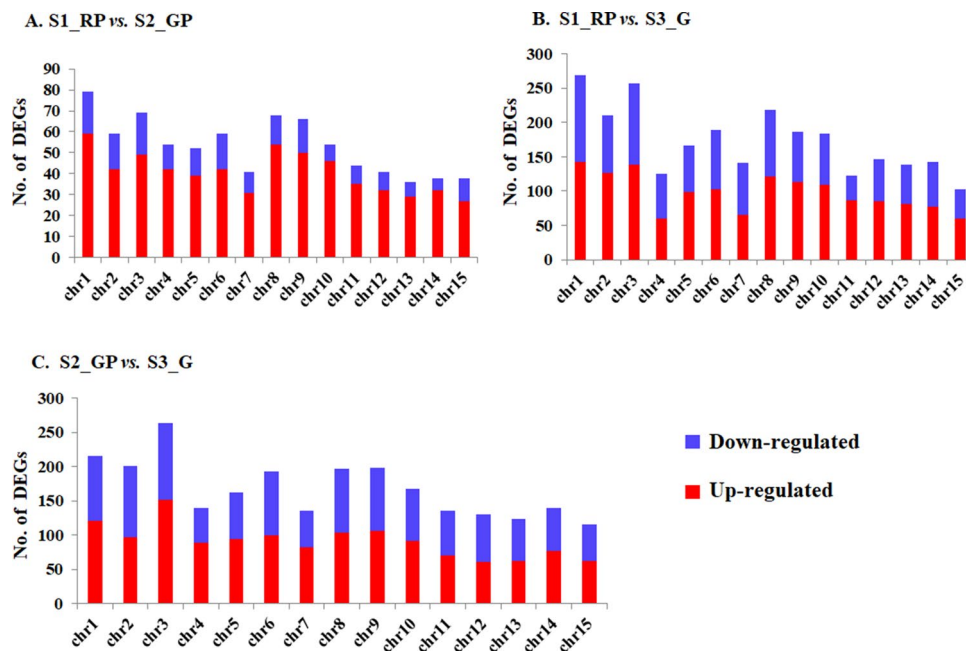 A. S1_RP vs. S2_GP
No. of DEGs
90
80
70
60
50
40
30
20
10
0
chr1
chr2
chr3
chr4
chr5
chr6
chr7
chr8
chr9
chr10
chr11
chr12
chr13
chr14
chr15
B. S1_RP vs. S3_G
No. of DEGs
300
250
200
150
100
50
0
chr1
chr2
chr3
chr4
chr5
chr6
chr7
chr8
chr9
chr10
chr11
chr12
chr13
chr14
chr15
C. S2_GP vs. S3_G
No. of DEGs
300
250
200
150
100
50
0
chr1
chr2
chr3
chr4
chr5
chr6
chr7
chr8
chr9
chr10
chr11
chr12
chr13
chr14
chr15
Down-regulated
Up-regulated